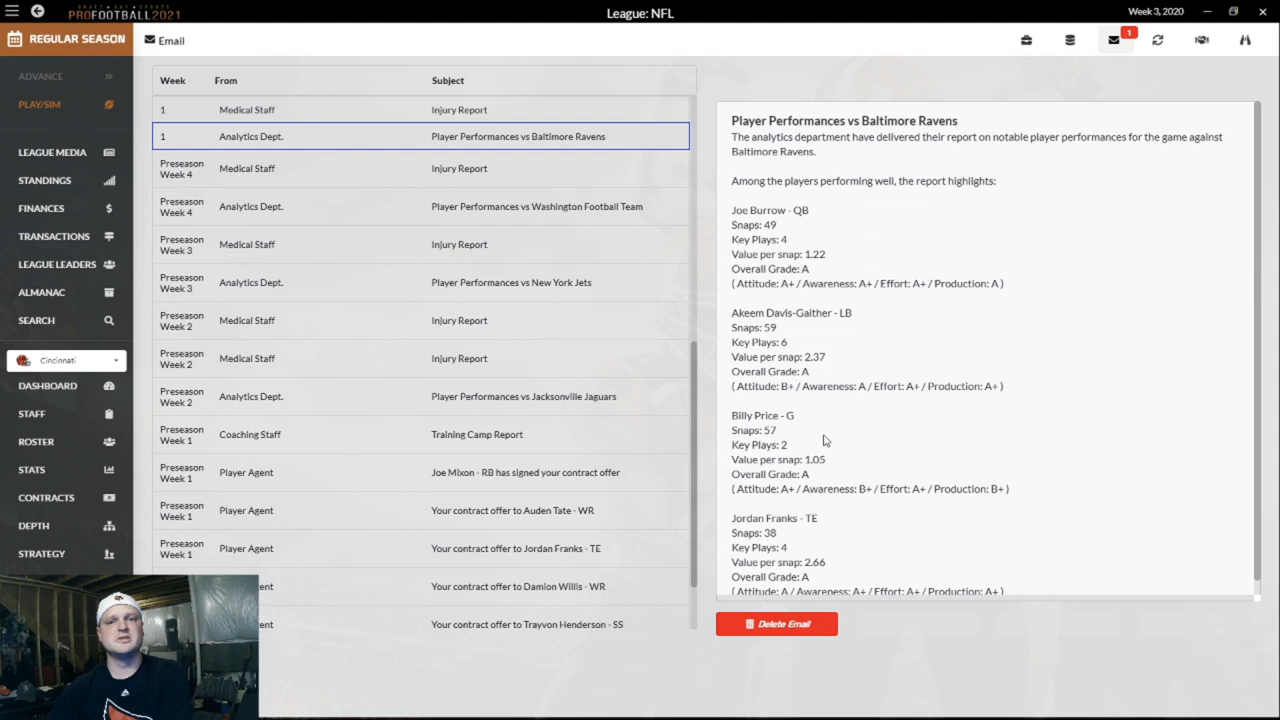 DRAFT DAY SPORTS
PROFOOTBALL2021
League: NFL
Week 3, 2020
REGULAR SEASON
Email
1
ADVANCE
PLAY/SIM
LEAGUE MEDIA
STANDINGS
FINANCES
$
TRANSACTIONS
LEAGUE LEADERS
ALMANAC
SEARCH
Cincinnati
DASHBOARD
STAFF
ROSTER
STATS
CONTRACTS
DEPTH
STRATEGY
Week From Subject
1 Medical Staff Injury Report
1 Analytics Dept. Player Performances vs Baltimore Ravens
Preseason Week 4 Medical Staff Injury Report
Preseason Week 4 Analytics Dept. Player Performances vs Washington Football Team
Preseason Week 3 Medical Staff Injury Report
Preseason Week 3 Analytics Dept. Player Performances vs New York Jets
Preseason Week 2 Medical Staff Injury Report
Preseason Week 2 Medical Staff Injury Report
Preseason Week 2 Analytics Dept. Player Performances vs Jacksonville Jaguars
Preseason Week 1 Coaching Staff Training Camp Report
Preseason Week 1 Player Agent Joe Mixon - RB has signed your contract offer
Preseason Week 1 Player Agent Your contract offer to Auden Tate - WR
Preseason Week 1 Player Agent Your contract offer to Jordan Franks - TE
ent Your contract offer to Damion Willis - WR
ent Your contract offer to Trayvon Henderson - SS
Player Performances vs Baltimore Ravens
The analytics department have delivered their report on notable player performances for the game against
Baltimore Ravens.
Among the players performing well, the report highlights:
Joe Burrow - QB
Snaps: 49
Key Plays: 4
Value per snap: 1.22
Overall Grade: A
( Attitude: A+ / Awareness: A+ / Effort: A+ / Production: A )
Akeem Davis-Gaither - LB
Snaps: 59
Key Plays: 6
Value per snap: 2.37
Overall Grade: A
( Attitude: B+ / Awareness: A / Effort: A+ / Production: A+ )
Billy Price - G
Snaps: 57
Key Plays: 2
Value per snap: 1.05
Overall Grade: A
( Attitude: A+ / Awareness: B+ / Effort: A+ / Production: B+ )
Jordan Franks - TE
Snaps: 38
Key Plays: 4
Value per snap: 2.66
Overall Grade: A
( Attitude: A / Awareness: A+ / Effort: A+ / Production: A+ )
Delete Email